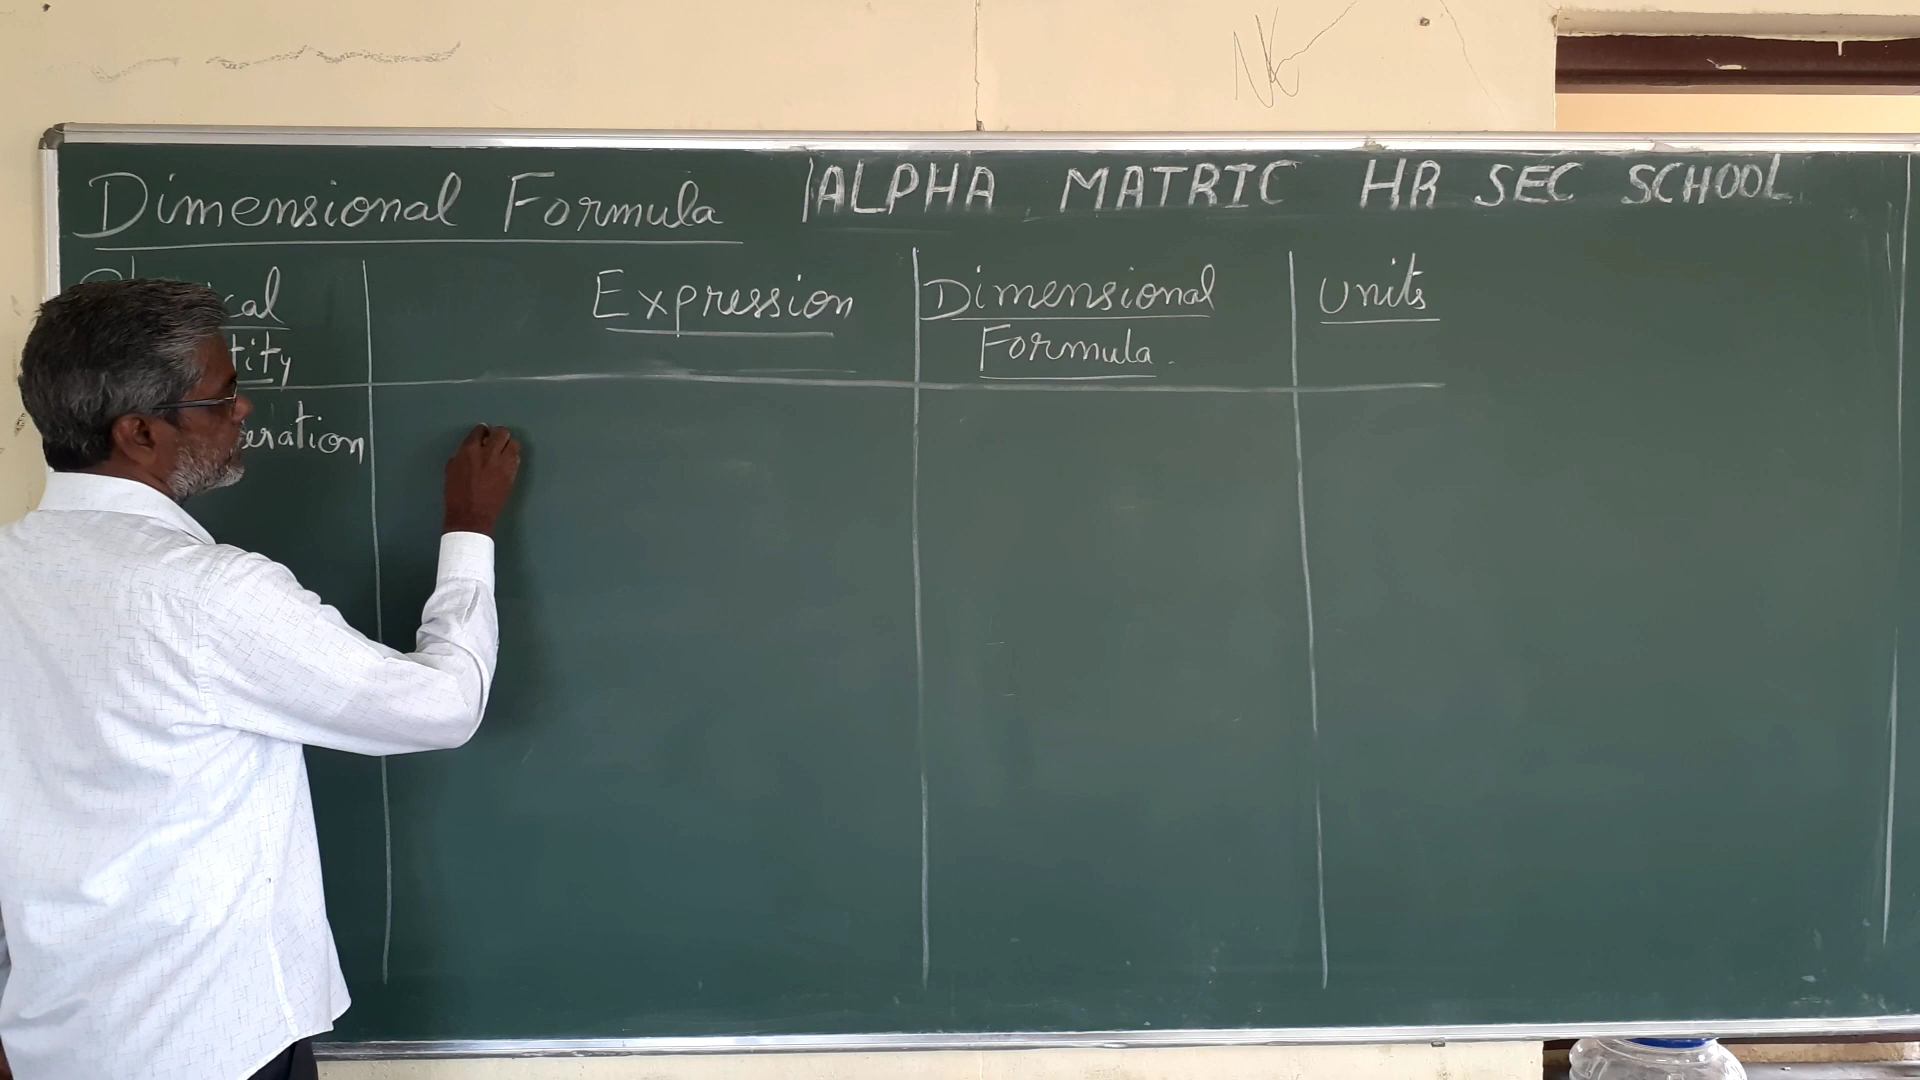 Dimensional Formula
ALPHA MATRIC HR SEC SCHOOL
Expression
Dimensional
Formula.
Units